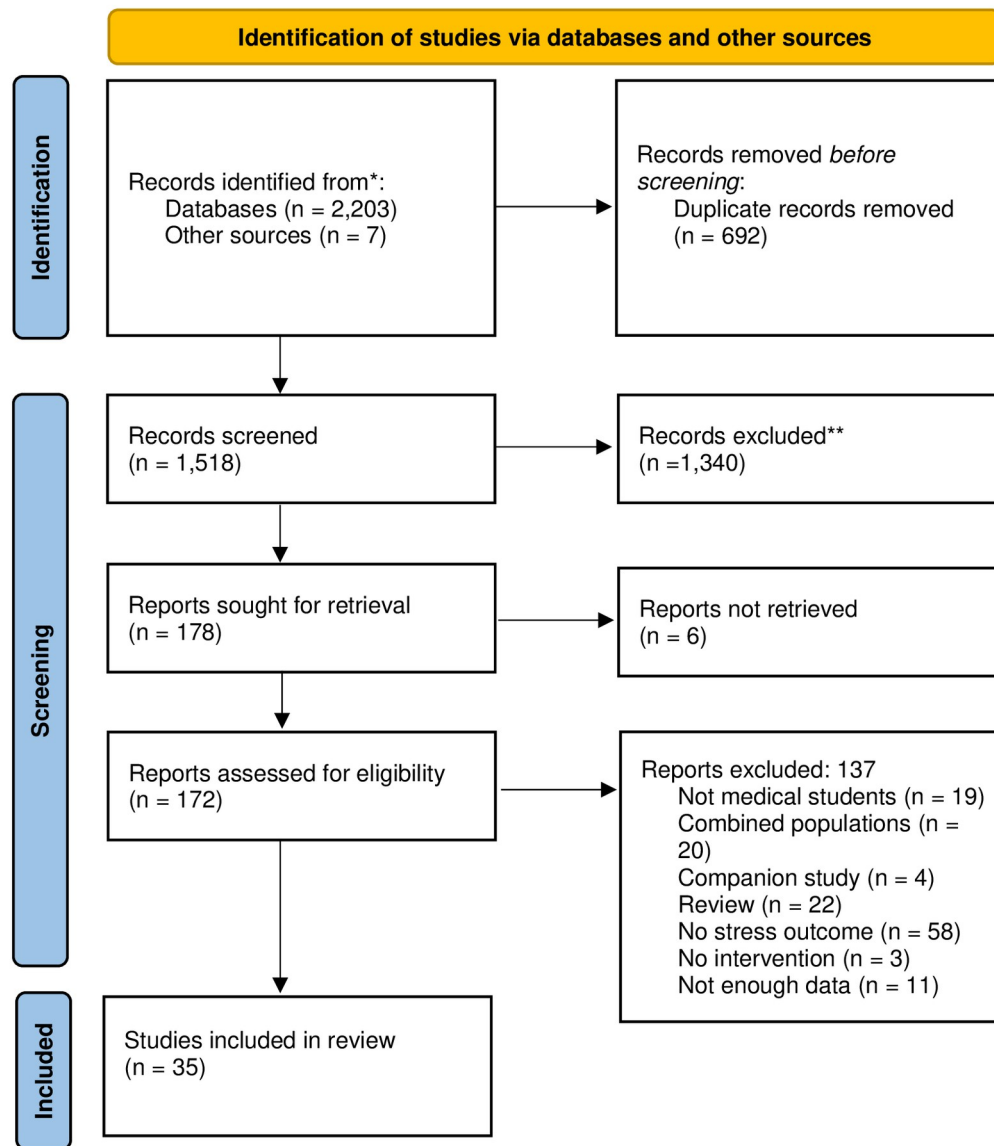 Identification of studies via databases and other sources
Identification
Records identified from*:
Databases (n = 2,203)
Other sources (n = 7)
Records removed before
screening:
Duplicate records removed
(n = 692)
Screening
Records screened
(n = 1,518)
Records excluded**
(n =1,340)
Reports sought for retrieval
(n = 178)
Reports not retrieved
(n = 6)
Reports assessed for eligibility
(n = 172)
Reports excluded: 137
Not medical students (n = 19)
Combined populations (n =
20)
Companion study (n = 4)
Review (n = 22)
No stress outcome (n = 58)
No intervention (n = 3)
Not enough data (n = 11)
Included
Studies included in review
(n = 35)